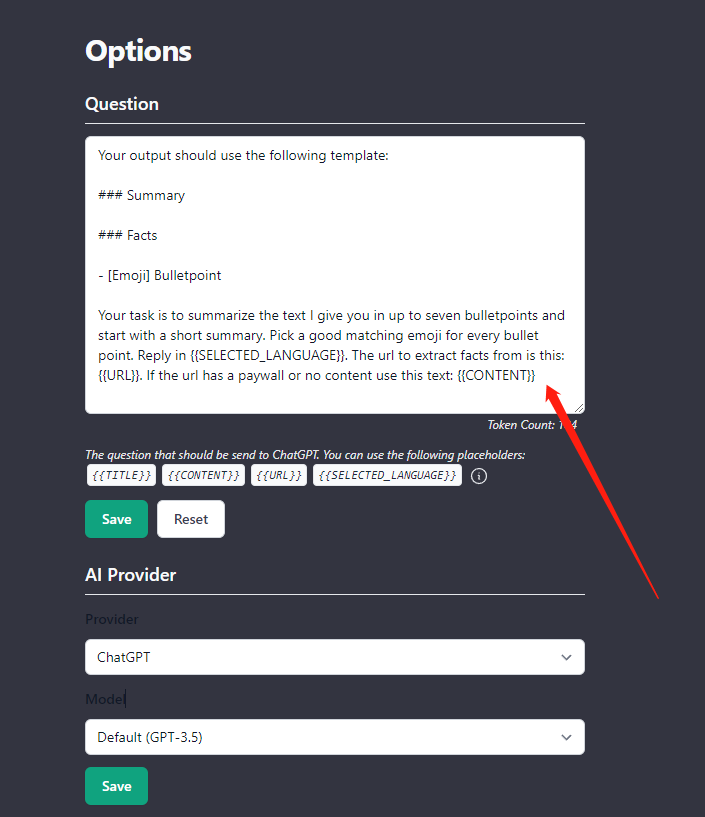 Options
Question
Your output should use the following template:
### Summary
### Facts
- [Emoji] Bulletpoint
Your task is to summarize the text I give you in up to seven bulletpoints and
start with a short summary. Pick a good matching emoji for every bullet
point. Reply in {{SELECTED_LANGUAGE}}. The url to extract facts from is this:
{{URL}}. If the url has a paywall or no content use this text: {{CONTENT}}
Token Count:
The question that should be send to ChatGPT. You can use the following placeholders:
{{TITLE}} {{CONTENT}} {{URL}} {{SELECTED_LANGUAGE}}
Save Reset
AI Provider
Provider
ChatGPT
Model
Default (GPT-3.5)
Save